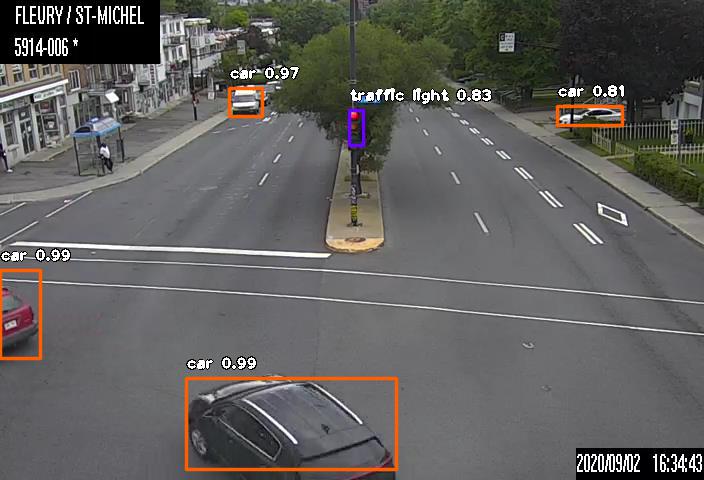 FLEURY / ST-MICHEL
5914-006 *
car 0.97
traffic light 0.83
car 0.81
car 0.99
car 0.99
2020/09/02 16:34:43